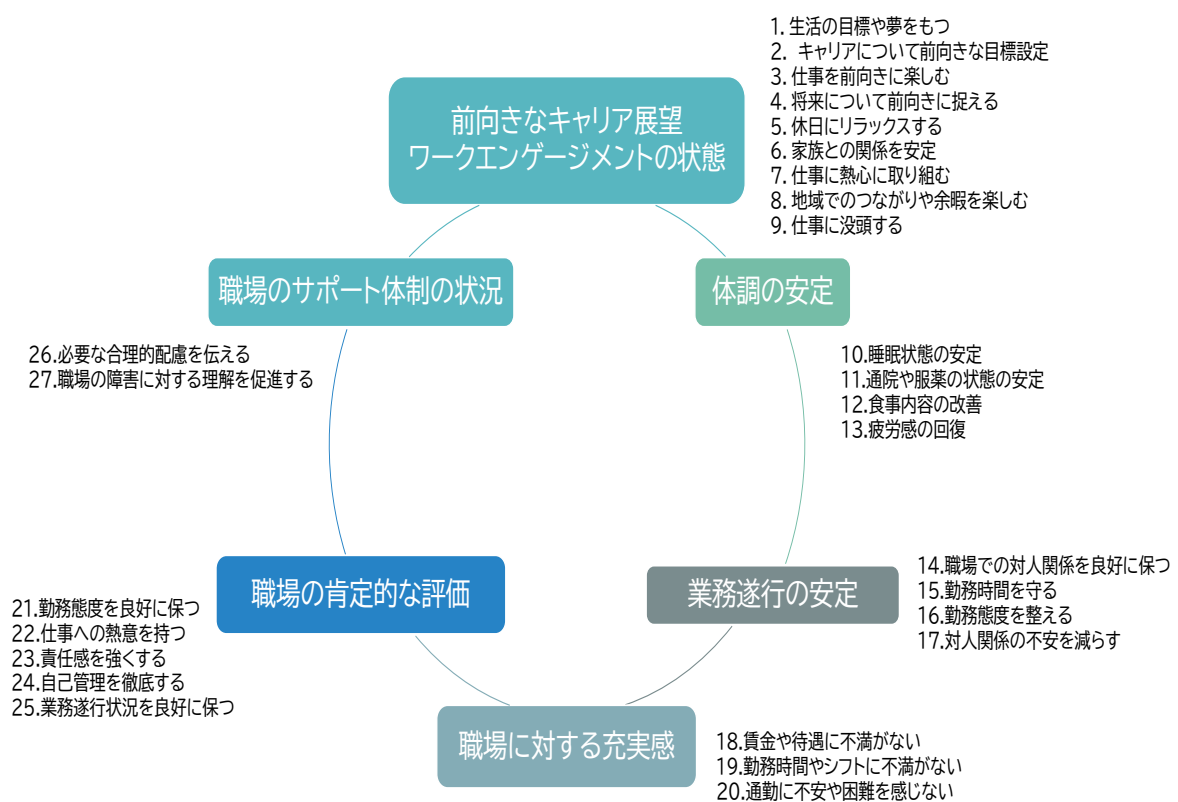 前向きなキャリア展望
ワークエンゲージメントの状態
1. 生活の目標や夢をもつ
2. キャリアについて前向きな目標設定
3. 仕事を前向きに楽しむ
4. 将来について前向きに捉える
5. 休日にリラックスする
6. 家族との関係を安定
7. 仕事に熱心に取り組む
8. 地域でのつながりや余暇を楽しむ
9. 仕事に没頭する
体調の安定
10.睡眠状態の安定
11.通院や服薬の状態の安定
12.食事内容の改善
13.疲労感の回復
業務遂行の安定
14.職場での対人関係を良好に保つ
15.勤務時間を守る
16.勤務態度を整える
17.対人関係の不安を減らす
職場に対する充実感
18.賃金や待遇に不満がない
19.勤務時間やシフトに不満がない
20.通勤に不安や困難を感じない
職場の肯定的な評価
21.勤務態度を良好に保つ
22.仕事への熱意を持つ
23.責任感を強くする
24.自己管理を徹底する
25.業務遂行状況を良好に保つ
職場のサポート体制の状況
26.必要な合理的配慮を伝える
27.職場の障害に対する理解を促進する